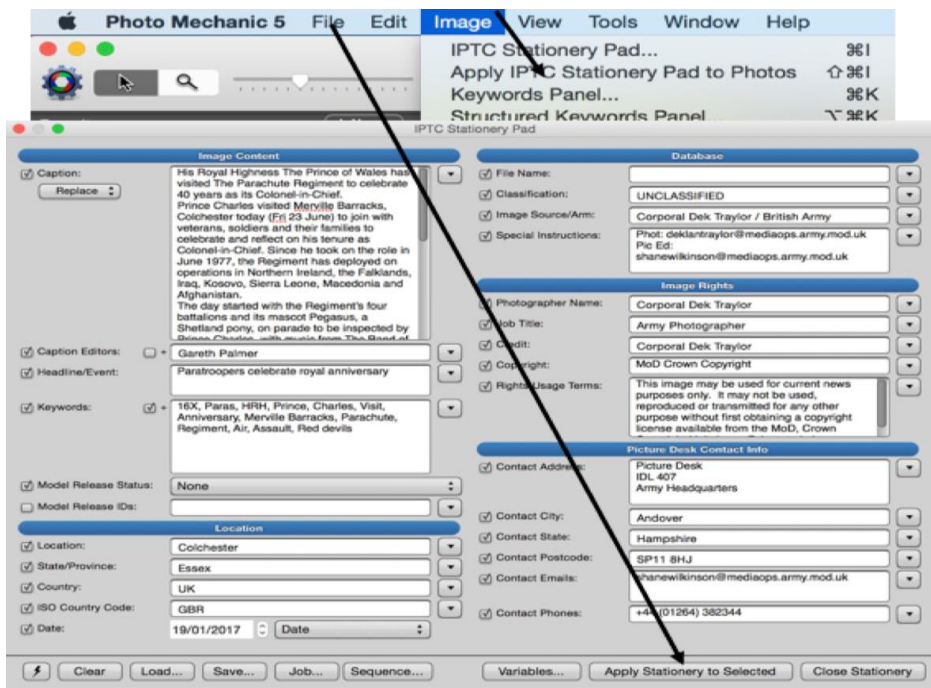 Photo Mechanic 5 File Edit Image View Tools Window Help
IPTC Stationery Pad... ⌘I
Apply IPTC Stationery Pad to Photos ⇧⌘I
Keywords Panel... ⌘K
Structured Keywords Panel... ⌥⌘K
IPTC Stationery Pad
Image Content
Caption:
Replace
His Royal Highness The Prince of Wales has
visited The Parachute Regiment to celebrate
40 years as its Colonel-in-Chief.
Prince Charles visited Merville Barracks,
Colchester today (Fri 23 June) to join with
veterans, soldiers and their families to
celebrate and reflect on his tenure as
Colonel-in-Chief. Since he took on the role in
June 1977, the Regiment has deployed on
operations in Northern Ireland, the Falklands,
Iraq, Kosovo, Sierra Leone, Macedonia and
Afghanistan.
The day started with the Regiment's four
battalions and its mascot Pegasus, a
Shetland pony, on parade to be inspected by
Prince Charles, with music from The Band of
Caption Editors: + Gareth Palmer
Headline/Event: Paratroopers celebrate royal anniversary
Keywords: + 16X, Paras, HRH, Prince, Charles, Visit,
Anniversary, Merville Barracks, Parachute,
Regiment, Air, Assault, Red devils
Model Release Status: None
Model Release IDs:
Location
Location: Colchester
State/Province: Essex
Country: UK
ISO Country Code: GBR
Date: 19/01/2017 Date
Database
File Name:
Classification: UNCLASSIFIED
Image Source/Arm: Corporal Dek Traylor / British Army
Special Instructions: Phot: deklantraylor@mediaops.army.mod.uk
Pic Ed:
shanewilkinson@mediaops.army.mod.uk
Image Rights
Photographer Name: Corporal Dek Traylor
Job Title: Army Photographer
Credit: Corporal Dek Traylor
Copyright: MoD Crown Copyright
Rights Usage Terms: This image may be used for current news
purposes only. It may not be used,
reproduced or transmitted for any other
purpose without first obtaining a copyright
license available from the MoD, Crown
Picture Desk Contact Info
Contact Address: Picture Desk
IDL 407
Army Headquarters
Contact City: Andover
Contact State: Hampshire
Contact Postcode: SP11 8HJ
Contact Emails: shanewilkinson@mediaops.army.mod.uk
Contact Phones: +44 (01264) 382344
Clear Load... Save... Job... Sequence... Variables... Apply Stationery to Selected Close Stationery